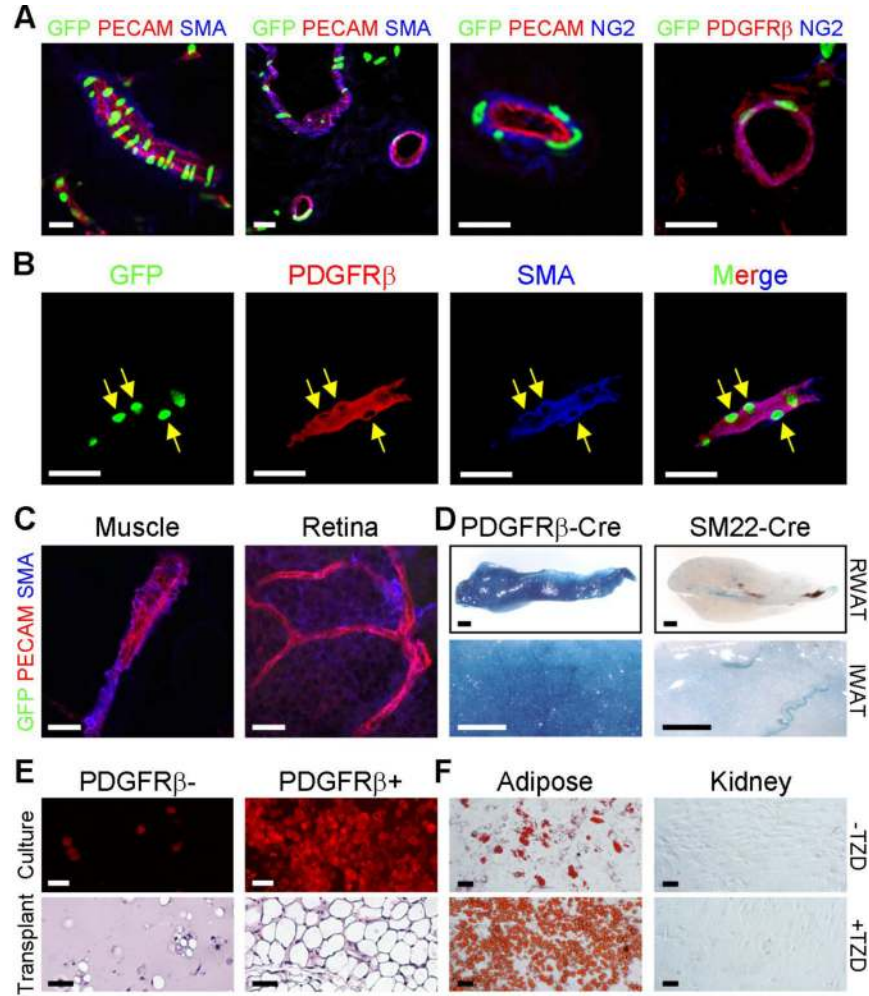 A
GFP PECAM SMA
GFP PECAM SMA
GFP PECAM NG2
GFP PDGFRβ NG2
B
GFP
PDGFRβ
SMA
Merge
C
Muscle
Retina
GFP PECAM SMA
D
PDGFRβ-Cre
SM22-Cre
RWAT
IWAT
E
PDGFRβ-
PDGFRβ+
Culture
Transplant
F
Adipose
Kidney
-TZD
+TZD